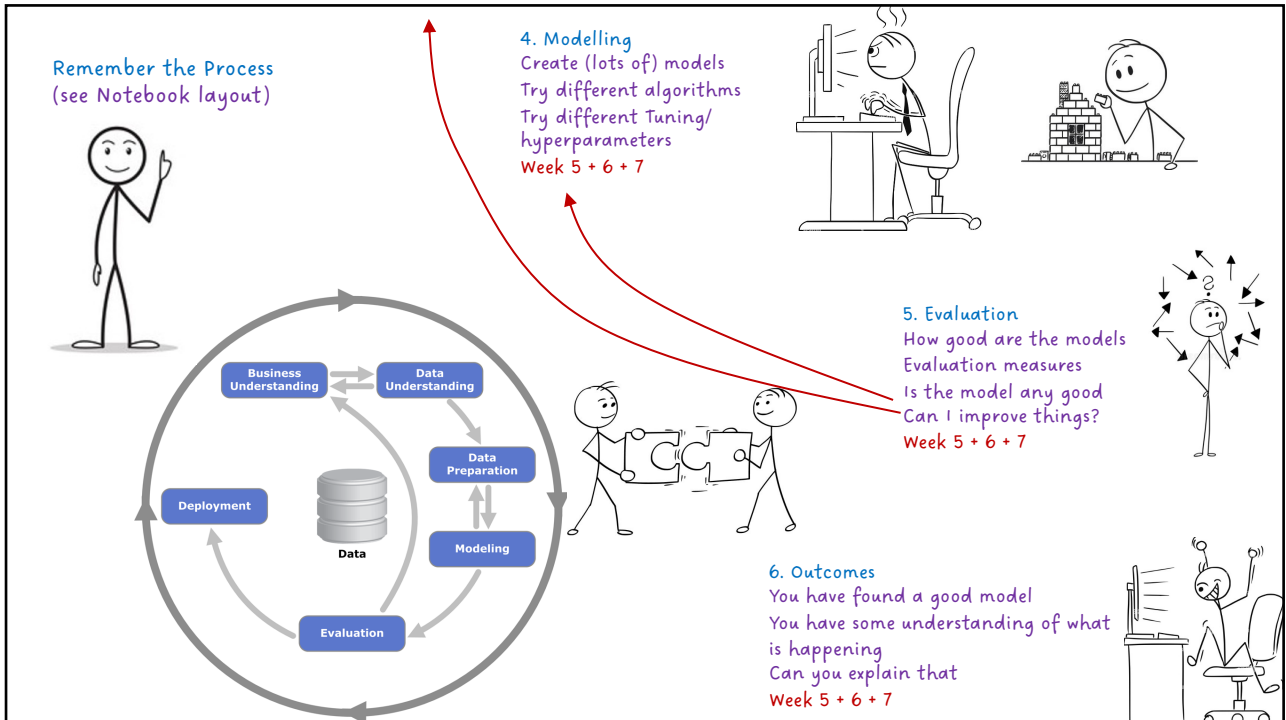 Remember the Process
(see Notebook layout)
4. Modelling
Create (lots of) models
Try different algorithms
Try different Tuning/
hyperparameters
Week 5 + 6 + 7
5. Evaluation
How good are the models
Evaluation measures
Is the model any good
Can I improve things?
Week 5 + 6 + 7
?
Business
Understanding
Data
Understanding
Data
Preparation
Modeling
Evaluation
Deployment
Data
6. Outcomes
You have found a good model
You have some understanding of what
is happening
Can you explain that
Week 5 + 6 + 7